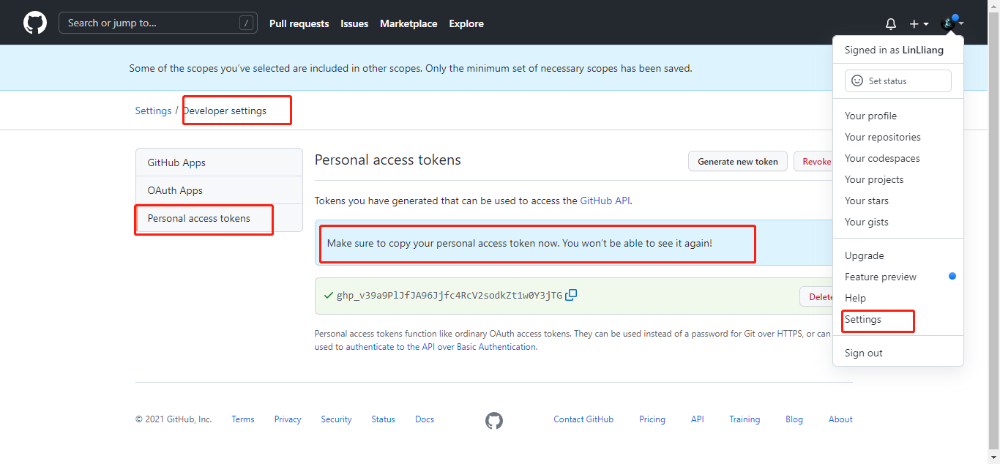 Search or jump to... /
Pull requests
Issues
Marketplace
Explore
Signed in as LinLliang
Set status
Your profile
Your repositories
Your codespaces
Your projects
Your stars
Your gists
Upgrade
Feature preview
Help
Settings
Sign out
Some of the scopes you’ve selected are included in other scopes. Only the minimum set of necessary scopes has been saved.
Settings / Developer settings
GitHub Apps
OAuth Apps
Personal access tokens
Personal access tokens
Generate new token
Revoke
Tokens you have generated that can be used to access the GitHub API.
Make sure to copy your personal access token now. You won’t be able to see it again!
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
Delete
Personal access tokens function like ordinary OAuth access tokens. They can be used instead of a password for Git over HTTPS, or can
used to authenticate to the API over Basic Authentication.
© 2021 GitHub, Inc.
Terms
Privacy
Security
Status
Docs
Contact GitHub
Pricing
API
Training
Blog
About